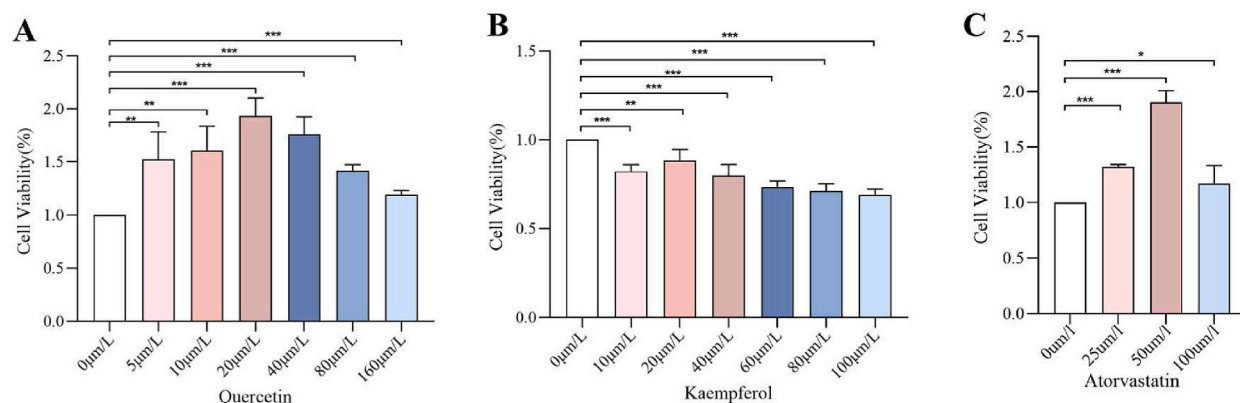 A
Cell Viability(%)
2.5
2.0
1.5
1.0
0.5
0.0
***
***
***
***
**
**
0μm/L
5μm/L
10μm/L
20μm/L
40μm/L
80μm/L
160μm/L
Quercetin
B
Cell Viability(%)
1.5
1.0
0.5
0.0
***
***
***
***
**
***
0μm/L
10μm/L
20μm/L
40μm/L
60μm/L
80μm/L
100μm/L
Kaempferol
C
Cell Viability(%)
2.5
2.0
1.5
1.0
0.5
0.0
*
***
***
0um/l
25um/l
50um/l
100um/l
Atorvastatin